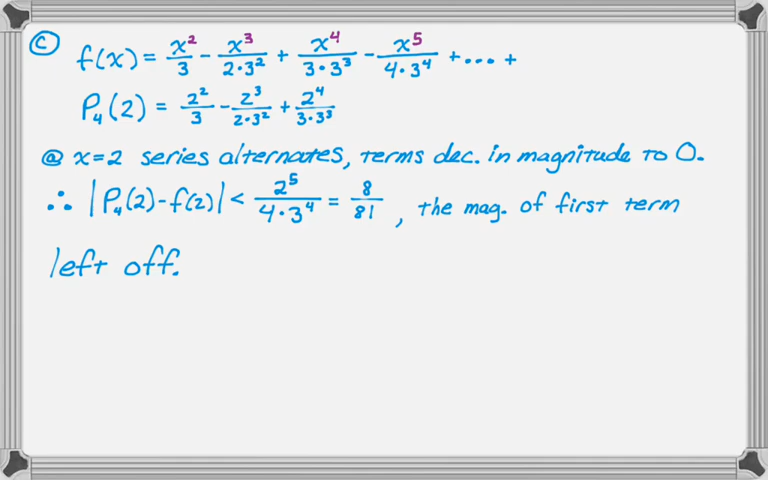 ⓒ f(x) = x²/3 - x³/(2·3²) + x⁴/(3·3³) - x⁵/(4·3⁴) + ... +
P₄(2) = 2²/3 - 2³/(2·3²) + 2⁴/(3·3³)
@ x=2 series alternates, terms dec. in magnitude to 0.
∴ |P₄(2) - f(2)| < 2⁵/(4·3⁴) = 8/81, the mag. of first term
left off.